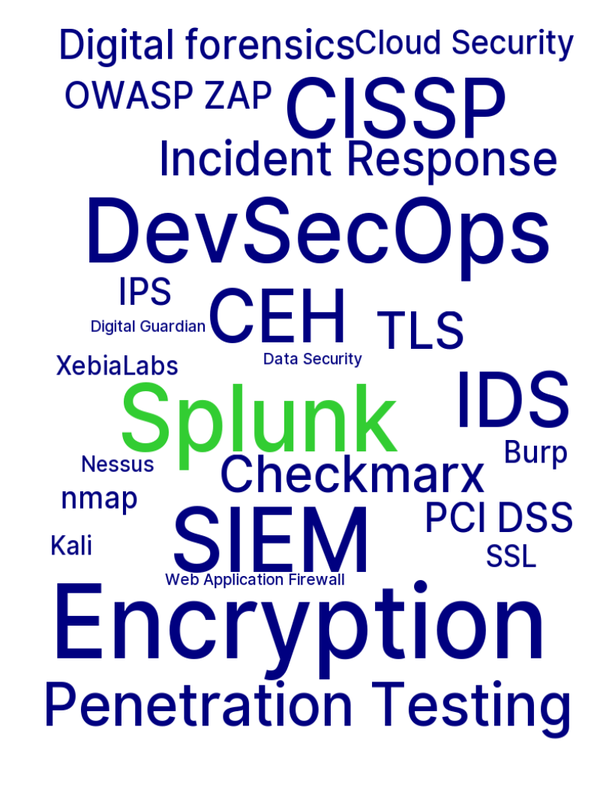 Digital forensics
Cloud Security
OWASP ZAP
CISSP
Incident Response
DevSecOps
IPS
CEH
TLS
Digital Guardian
Data Security
XebiaLabs
IDS
Splunk
Burp
Nessus
Checkmarx
nmap
PCI DSS
SIEM
Kali
SSL
Web Application Firewall
Encryption
Penetration Testing